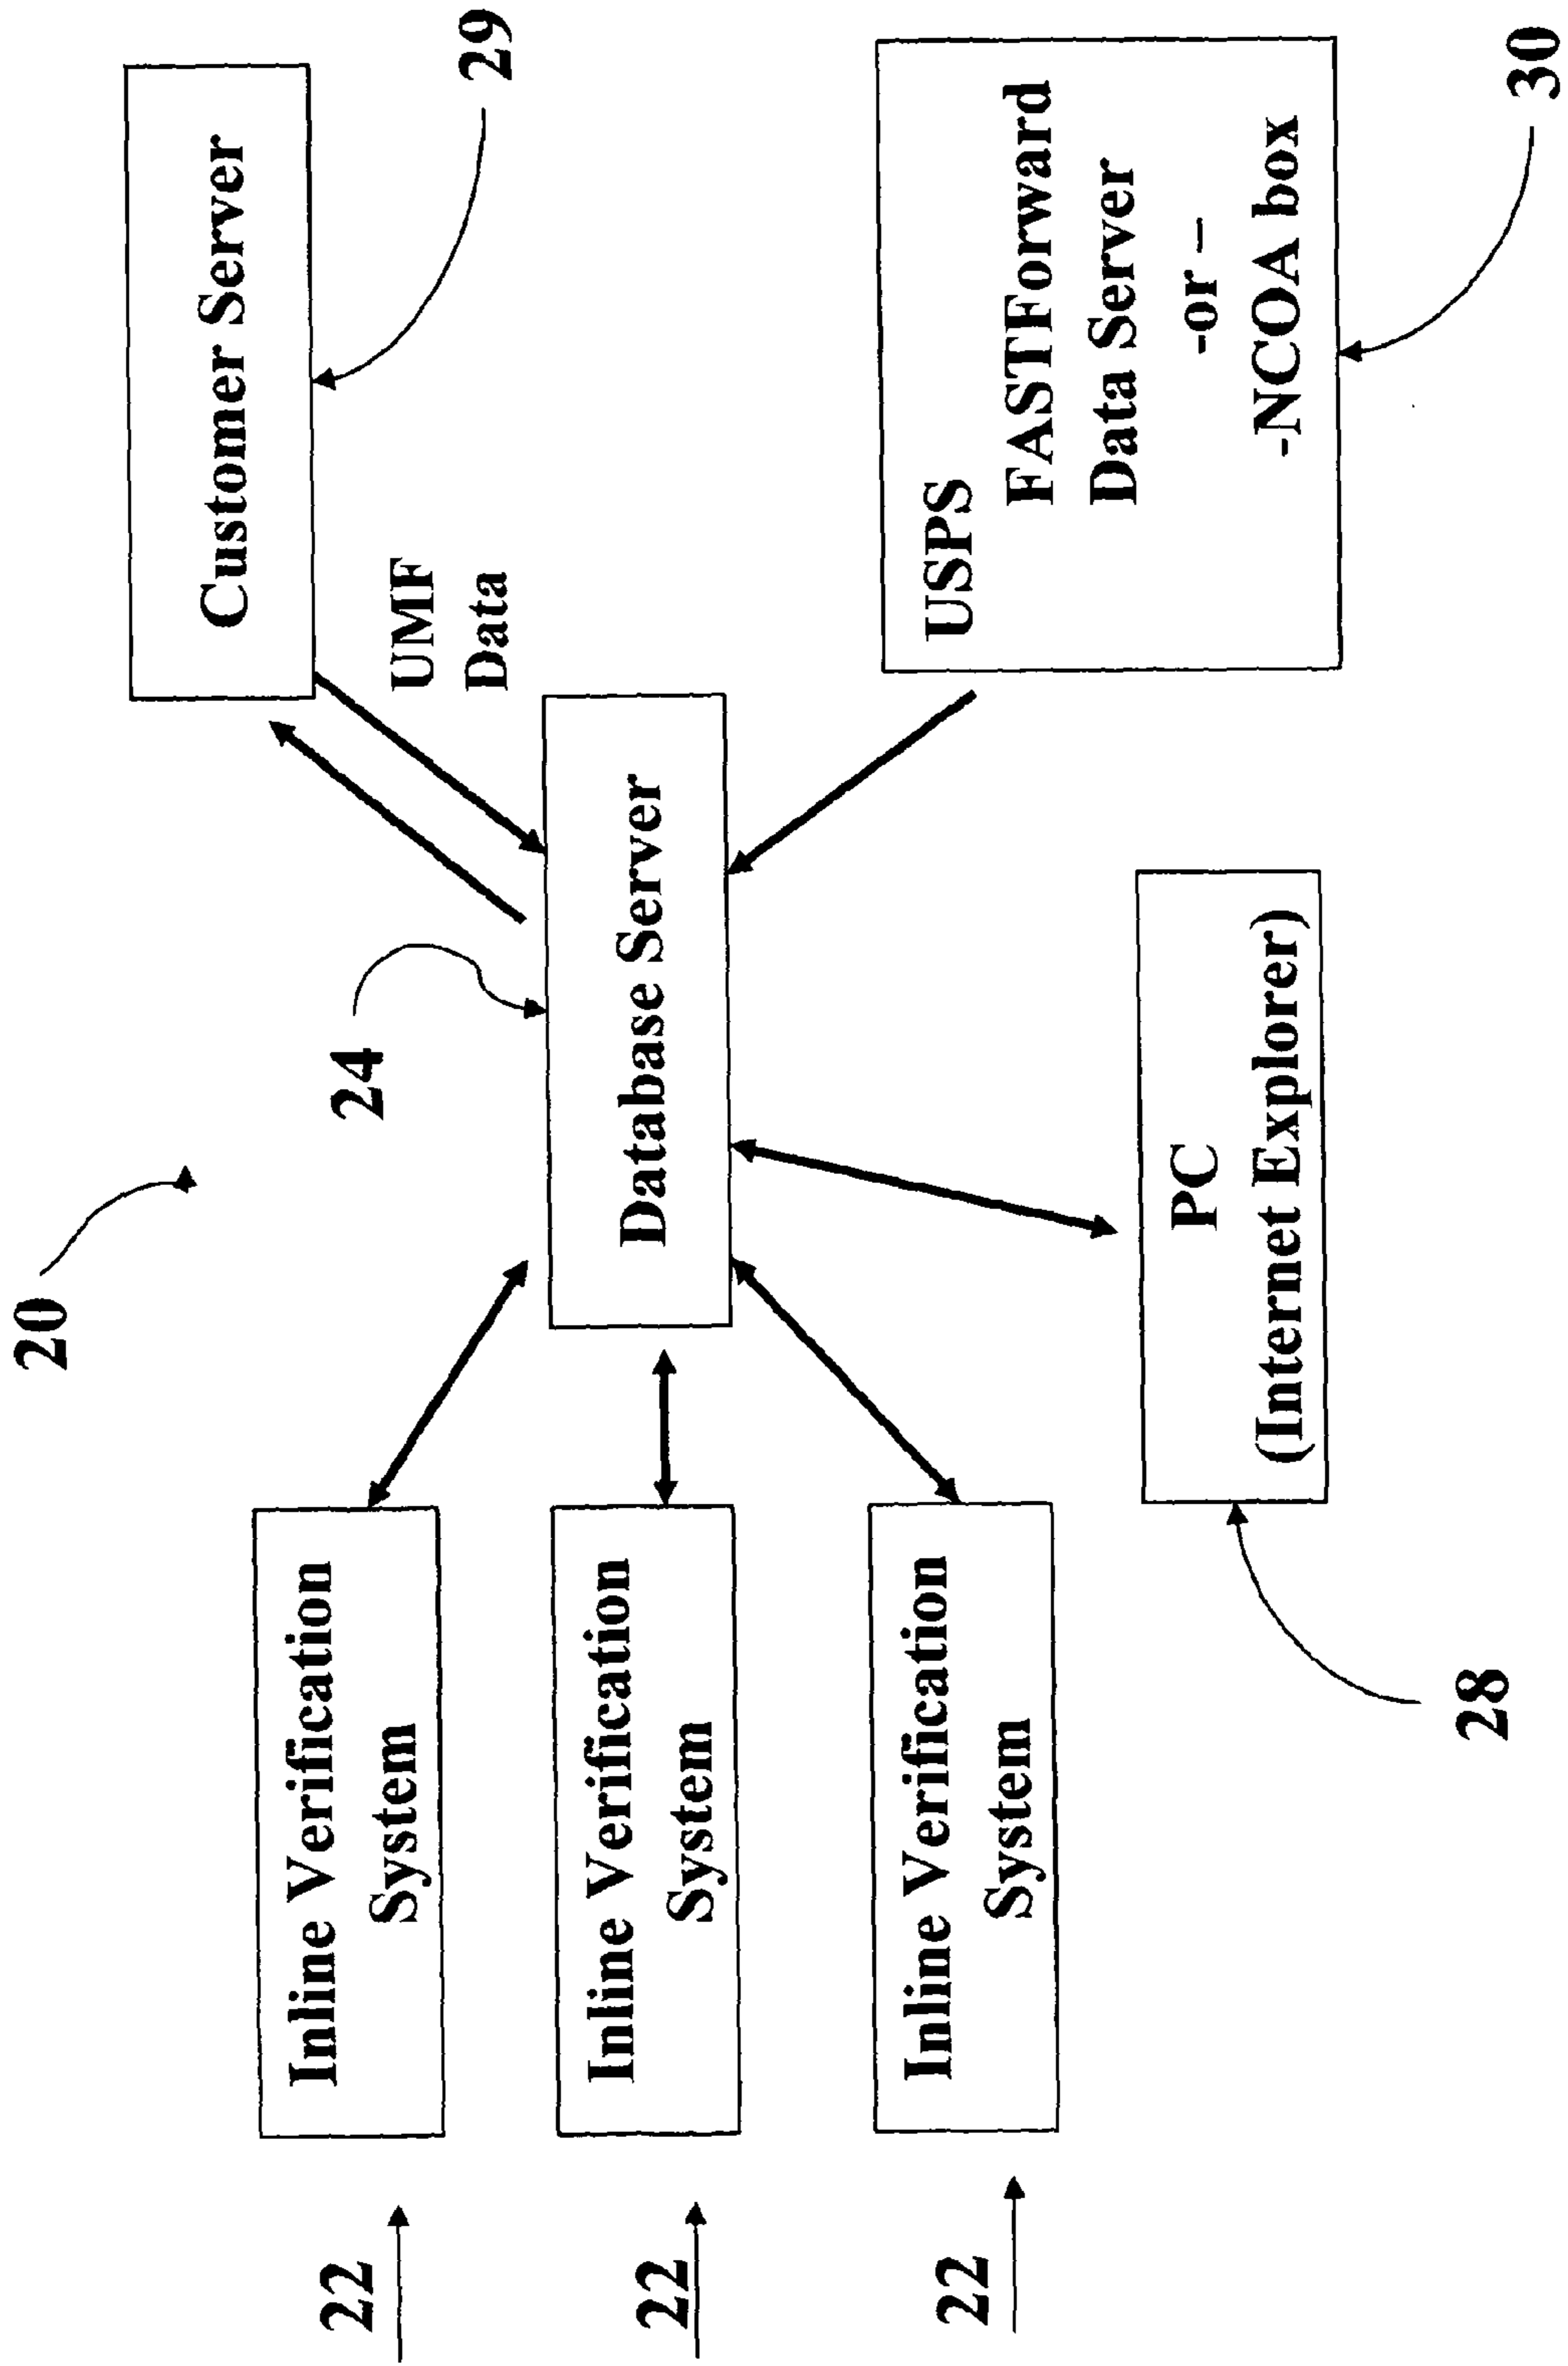 20
24
29
Customer Server
UMF
Data
22
Inline Verification
System
22
Inline Verification
System
22
Inline Verification
System
Database Server
USPS
FASTForward
Data Server
-or –
-NCOA box
30
PC
(Internet Explorer)
28